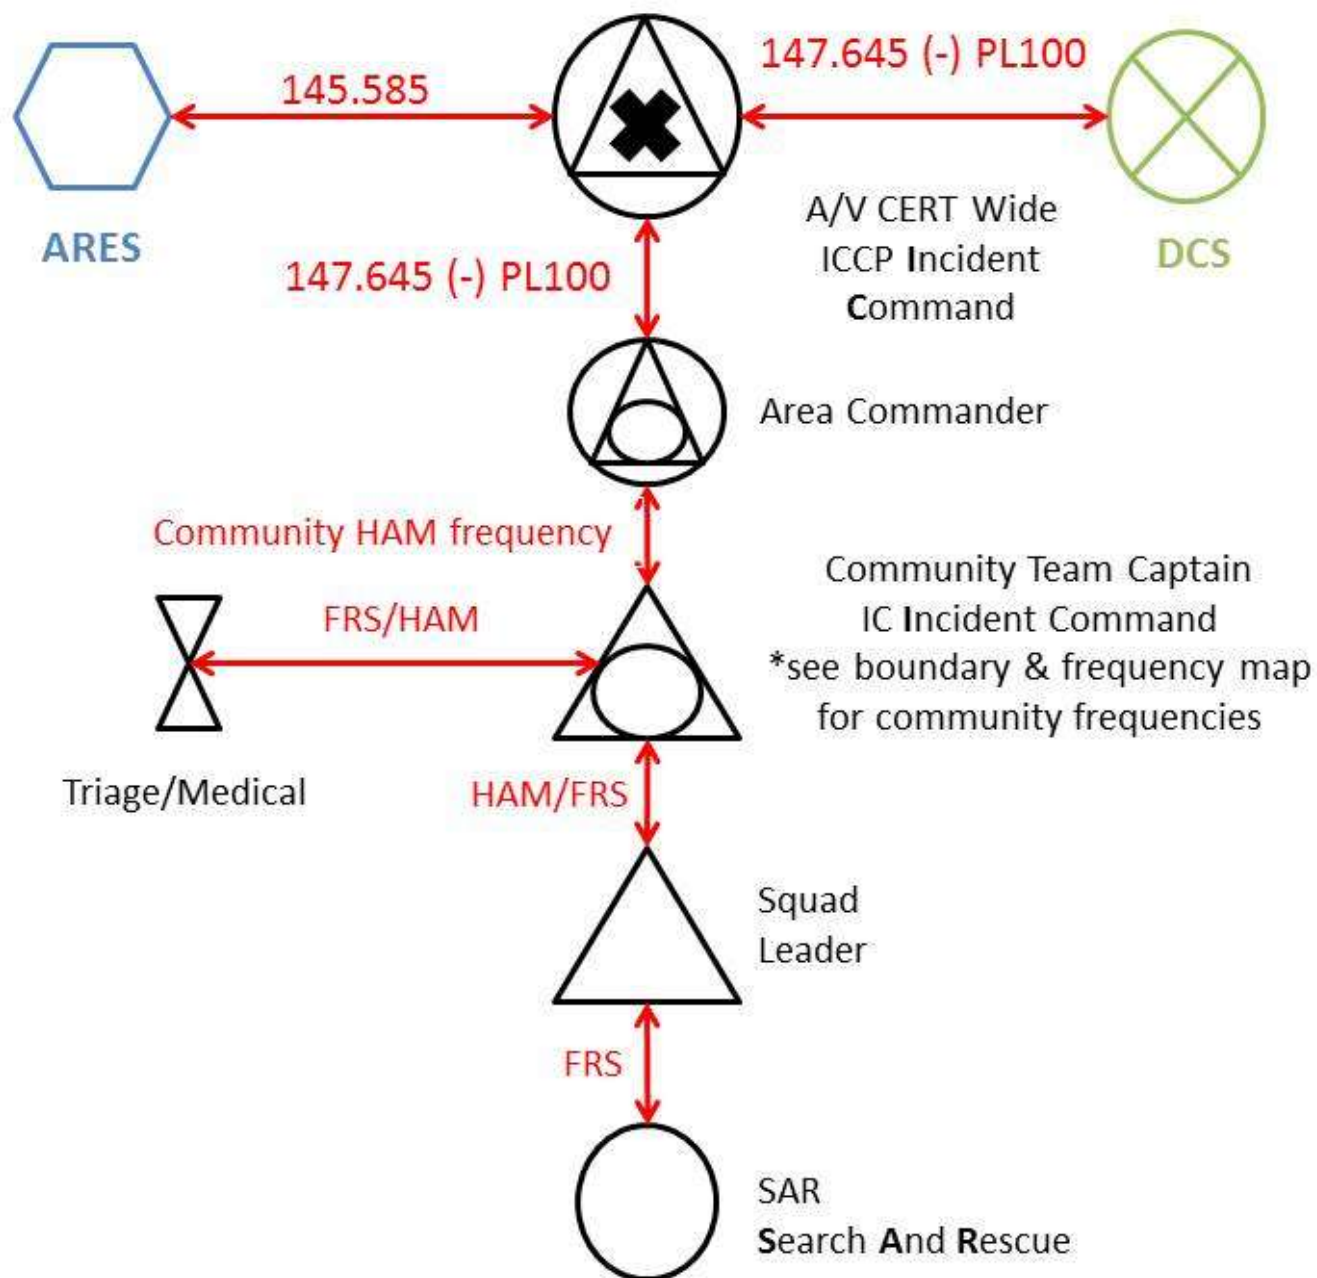 147.645 (-) PL100
145.585
ARES
A/V CERT Wide
ICCP Incident
Command
DCS
147.645 (-) PL100
Area Commander
Community HAM frequency
Community Team Captain
IC Incident Command
*see boundary & frequency map
for community frequencies
FRS/HAM
Triage/Medical
HAM/FRS
Squad
Leader
FRS
SAR
Search And Rescue